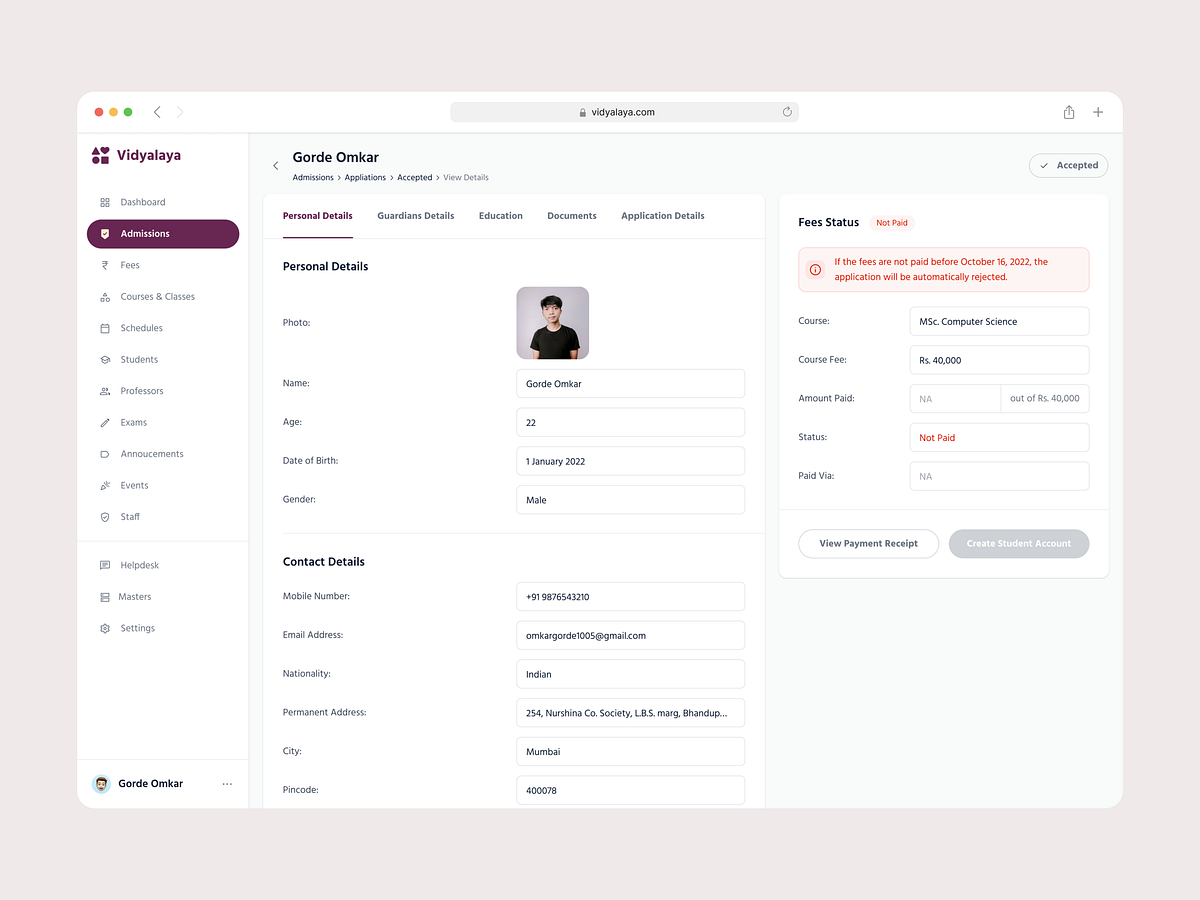 vidyalaya.com
Vidyalaya
Dashboard
Admissions
Fees
Courses & Classes
Schedules
Students
Professors
Exams
Annoucements
Events
Staff
Helpdesk
Masters
Settings
Gorde Omkar
...
Gorde Omkar
Admissions > Appliations > Accepted > View Details
Accepted
Personal Details Guardians Details Education Documents Application Details
Personal Details
Photo:
Name: Gorde Omkar
Age: 22
Date of Birth: 1 January 2022
Gender: Male
Contact Details
Mobile Number: +91 9876543210
Email Address: omkargorde1005@gmail.com
Nationality: Indian
Permanent Address: 254, Nurshina Co. Society, L.B.S. marg, Bhandup...
City: Mumbai
Pincode: 400078
Fees Status Not Paid
If the fees are not paid before October 16, 2022, the
application will be automatically rejected.
Course: MSc. Computer Science
Course Fee: Rs. 40,000
Amount Paid: NA out of Rs. 40,000
Status: Not Paid
Paid Via: NA
View Payment Receipt Create Student Account